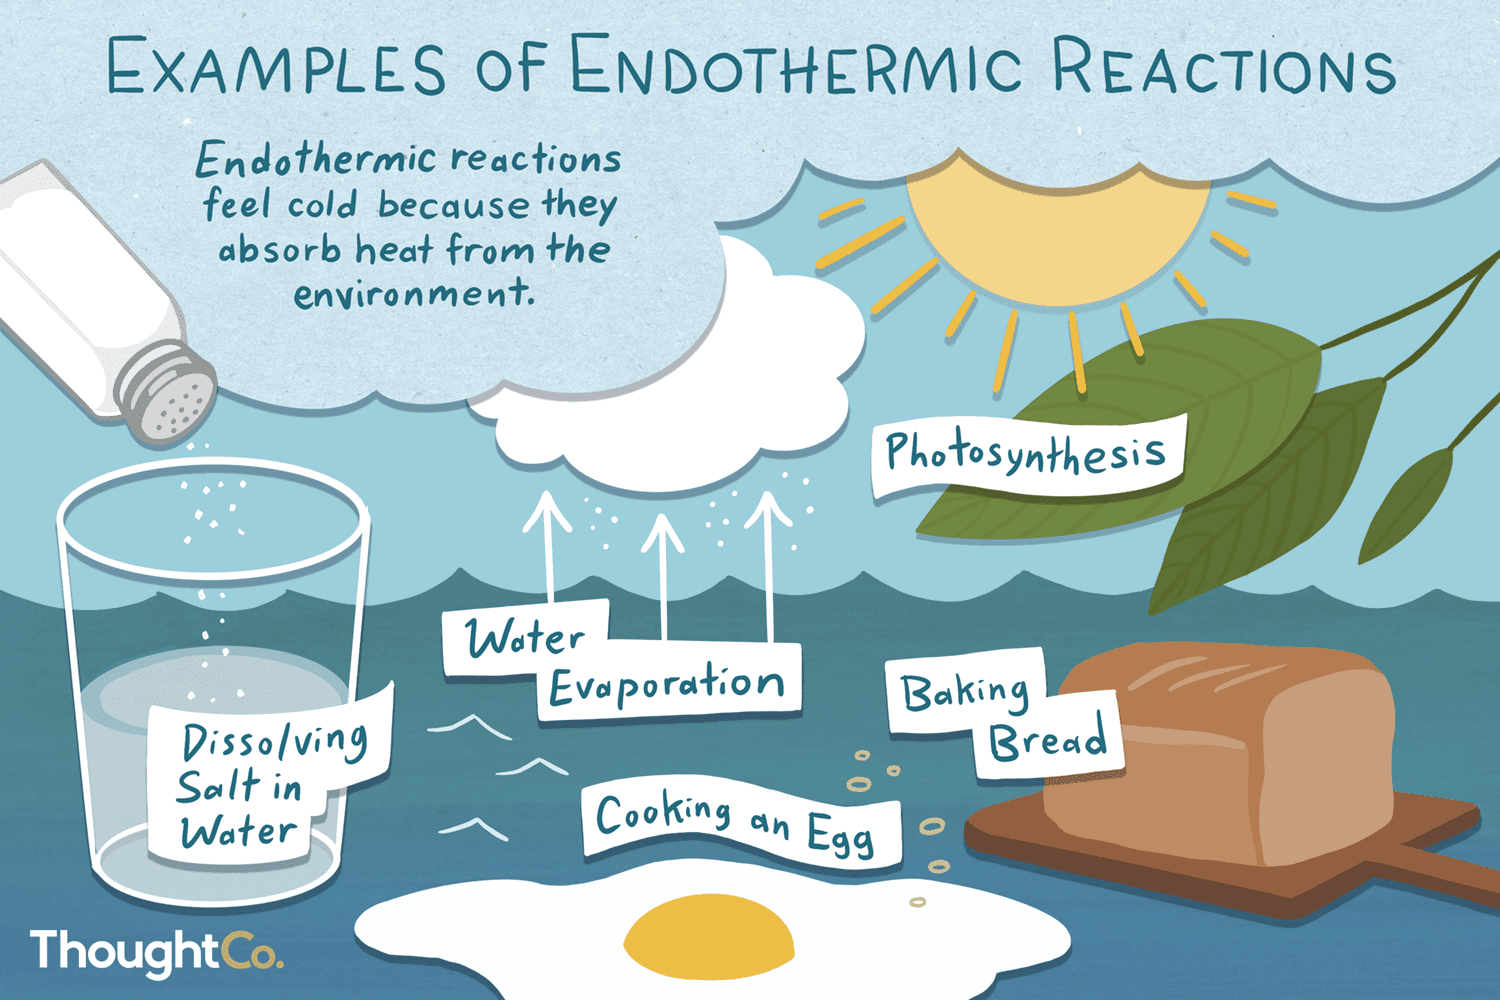 EXAMPLES OF ENDOTHERMIC REACTIONS
Endothermic reactions
feel cold because they
absorb heat from the
environment.
Photosynthesis
Water
Evaporation
Baking
Bread
Dissolving
Salt in
Water
Cooking an Egg
ThoughtCo.